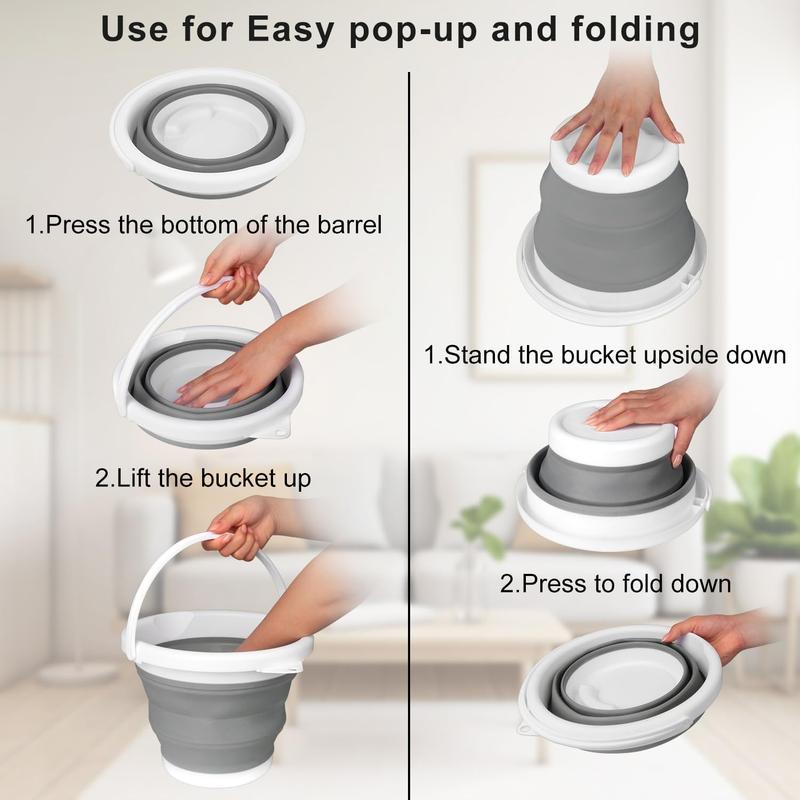 Use for Easy pop-up and folding
1.Press the bottom of the barrel
2.Lift the bucket up
1.Stand the bucket upside down
2.Press to fold down